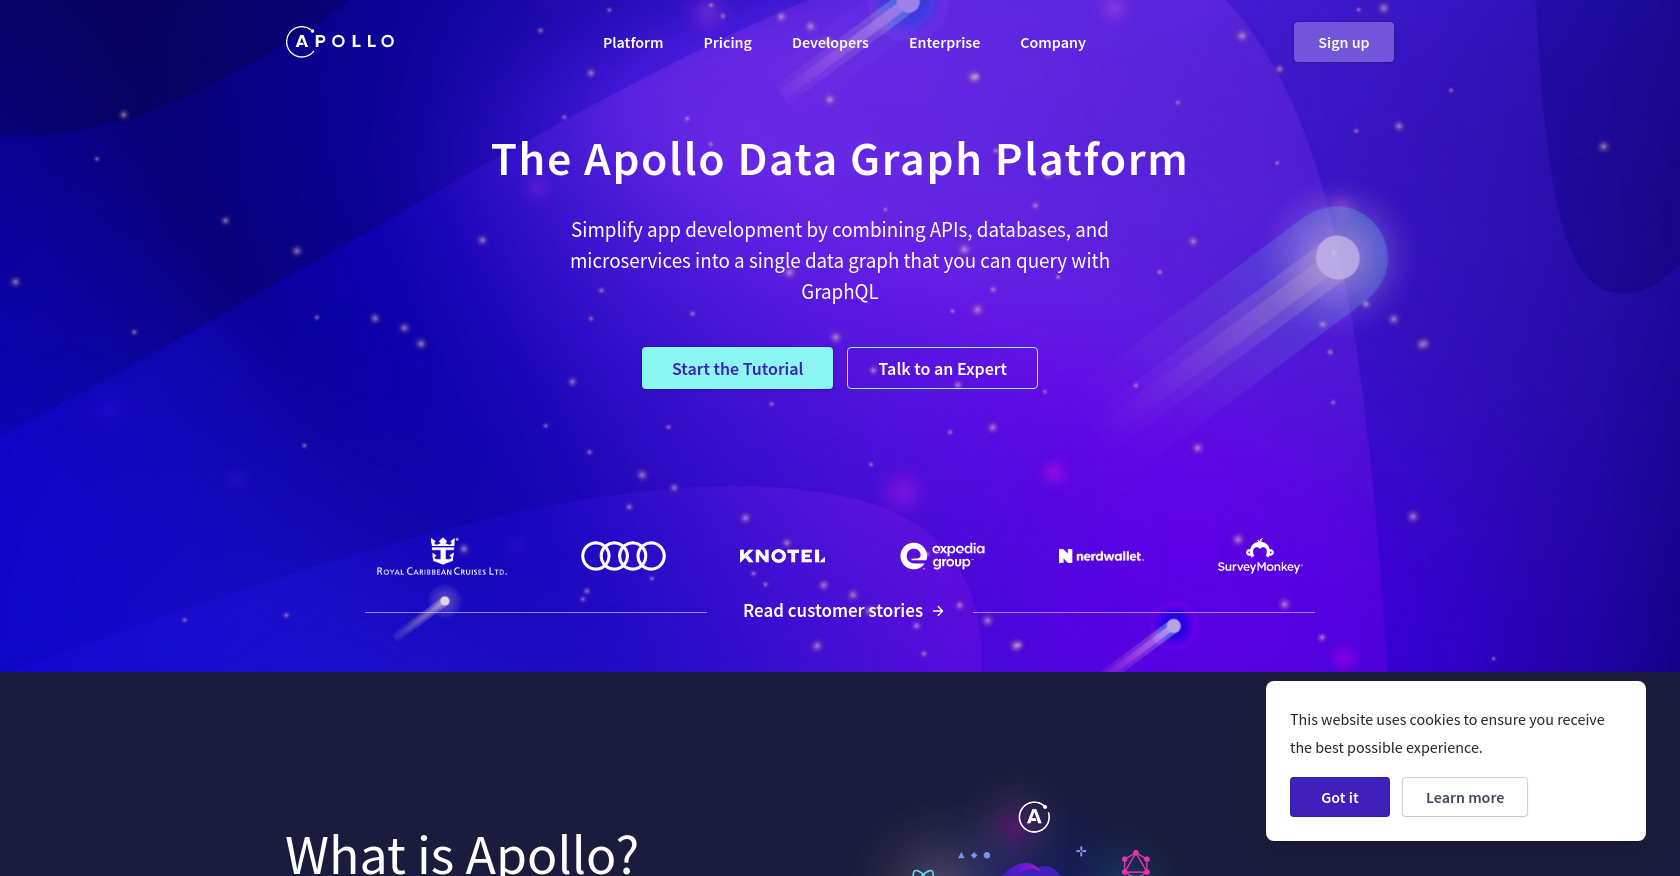 APOLLO
Platform
Pricing
Developers
Enterprise
Company
Sign up
The Apollo Data Graph Platform
Simplify app development by combining APIs, databases, and
microservices into a single data graph that you can query with
GraphQL
Start the Tutorial
Talk to an Expert
ROYAL CARIBBEAN CRUISES LTD.
KNOTEL
expedia
group
nerdwallet
SurveyMonkey
Read customer stories →
This website uses cookies to ensure you receive
the best possible experience.
Got it
Learn more
What is Apollo?
A